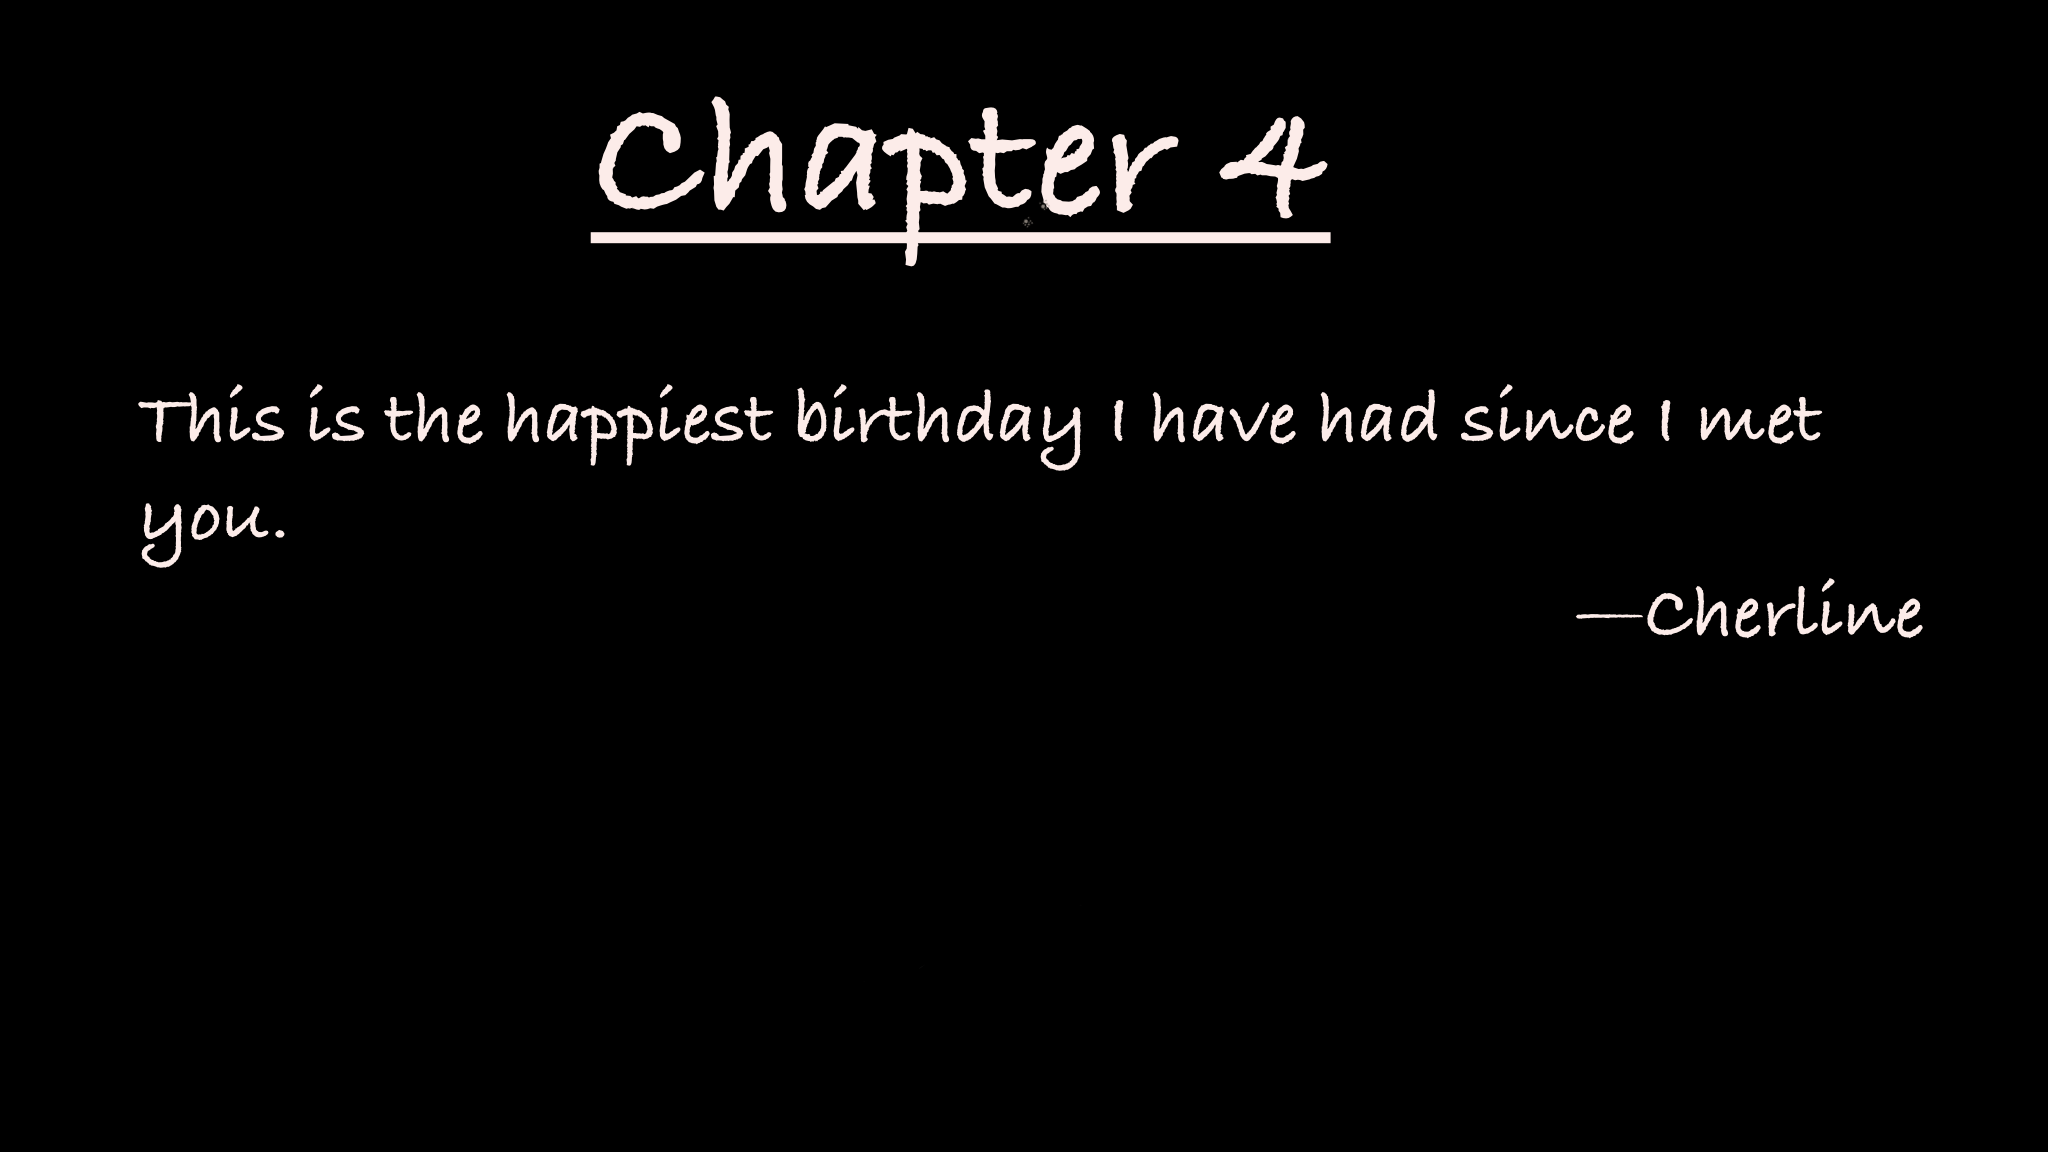 Chapter 4
This is the happiest birthday I have had since I met
you.
—Cherline